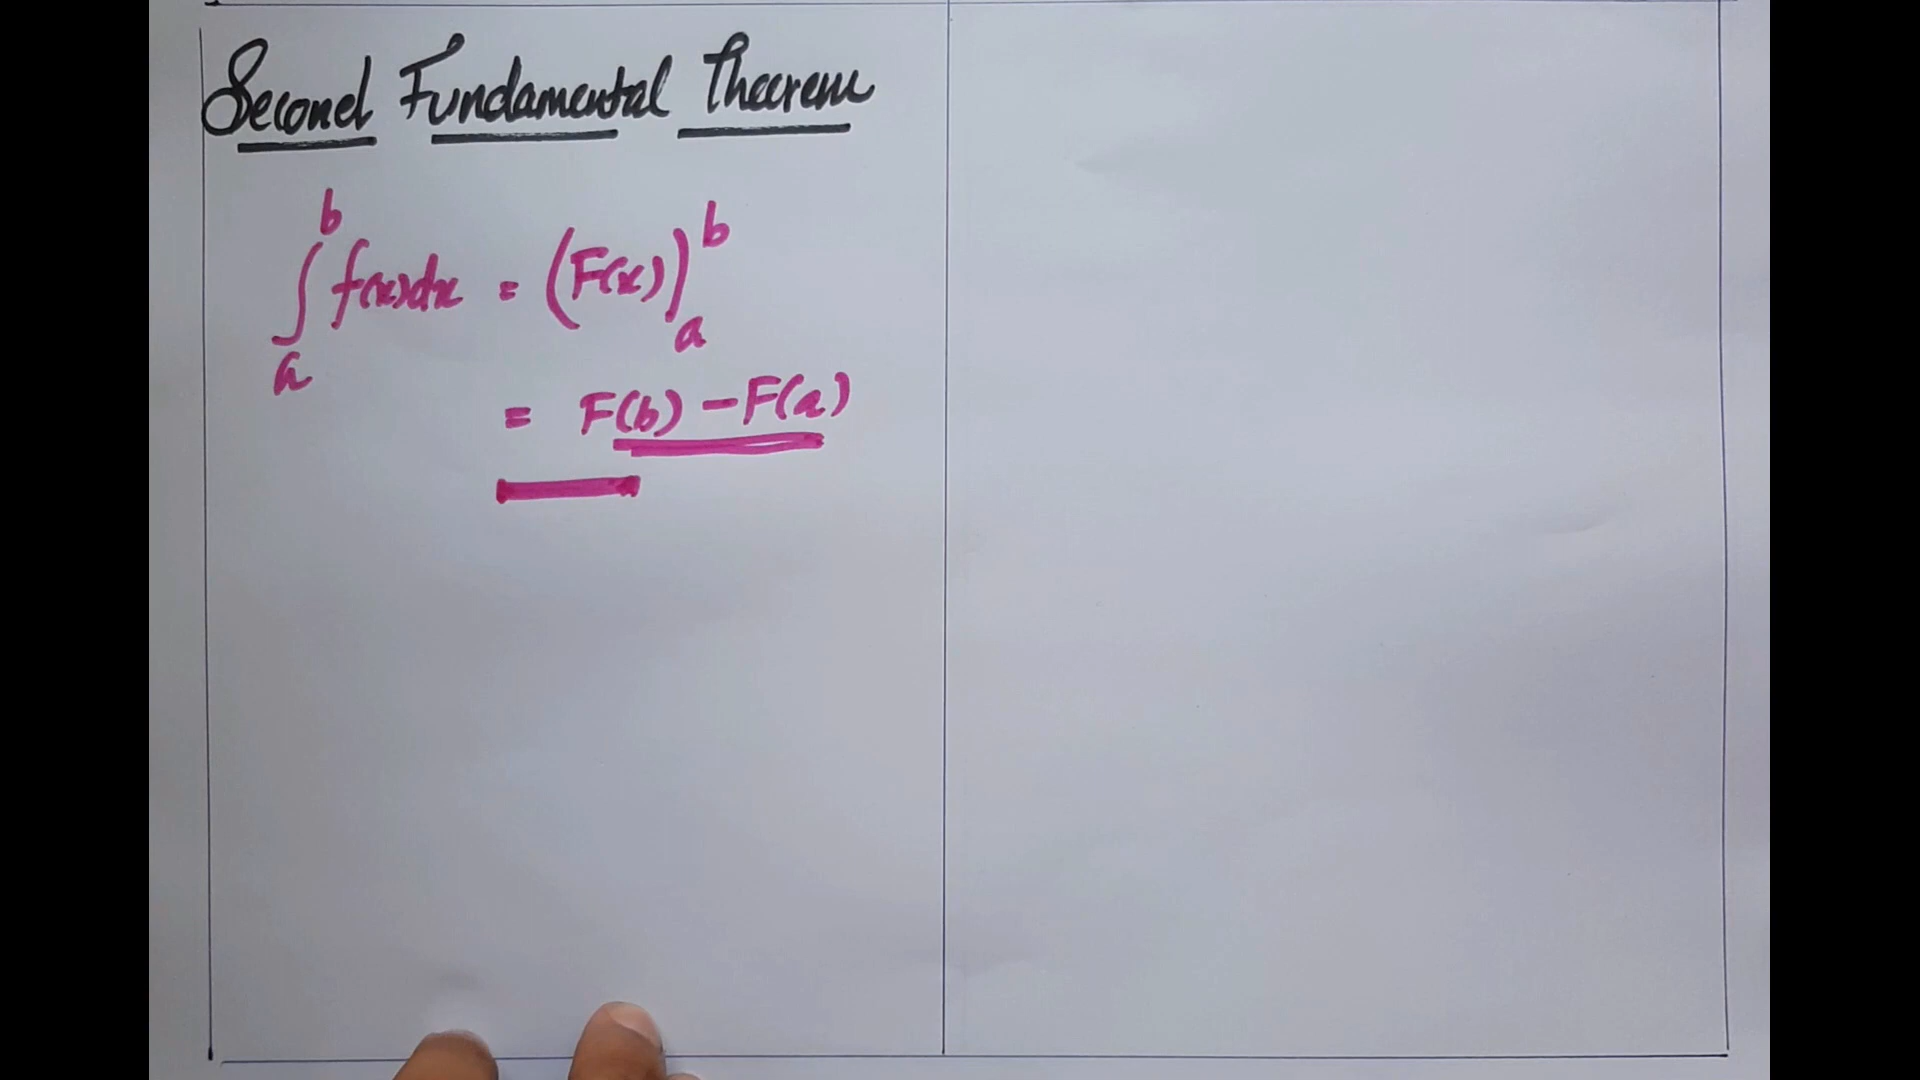 Second Fundamental Theorem
∫ₐᵇ f(x)dx = (F(x))ₐᵇ
= F(b) - F(a)